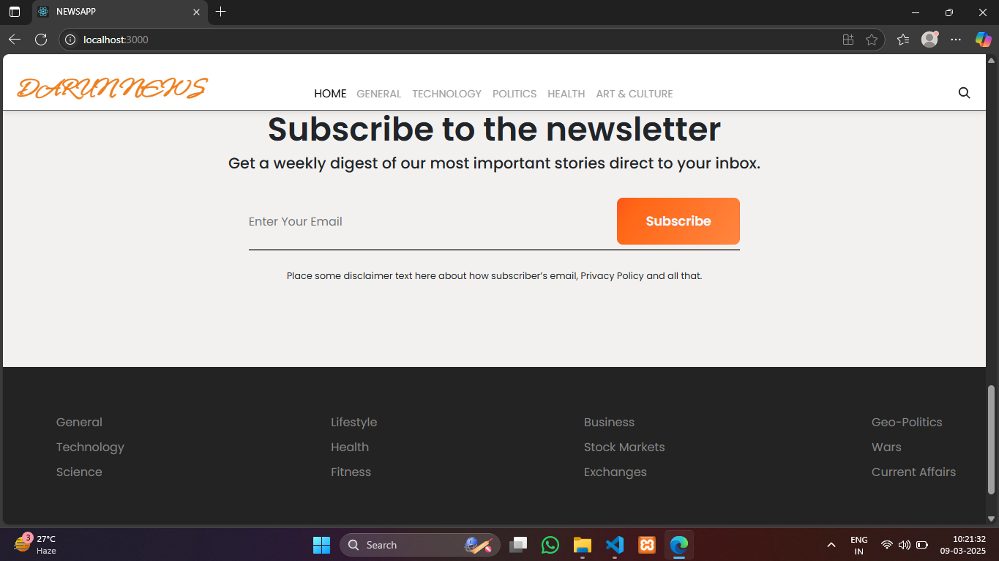 NEWSAPP
localhost:3000
DARUN NEWS
HOME GENERAL TECHNOLOGY POLITICS HEALTH ART & CULTURE
Subscribe to the newsletter
Get a weekly digest of our most important stories direct to your inbox.
Enter Your Email
Subscribe
Place some disclaimer text here about how subscriber’s email, Privacy Policy and all that.
General Lifestyle Business Geo-Politics
Technology Health Stock Markets Wars
Science Fitness Exchanges Current Affairs
3
27°C
Haze
Search
ENG
IN
10:21:32
09-03-2025